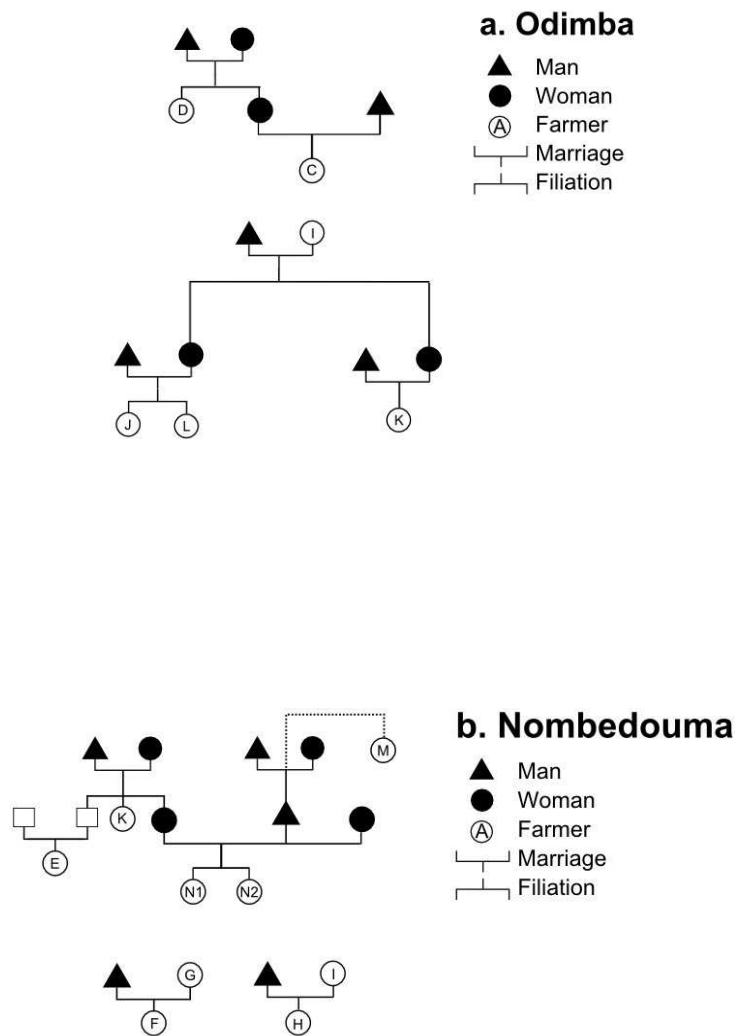 a. Odimba
Man
Woman
A Farmer
Marriage
Filiation
D
C
I
J L
K
b. Nombedouma
Man
Woman
A Farmer
Marriage
Filiation
M
K
E
N1 N2
G I
F H